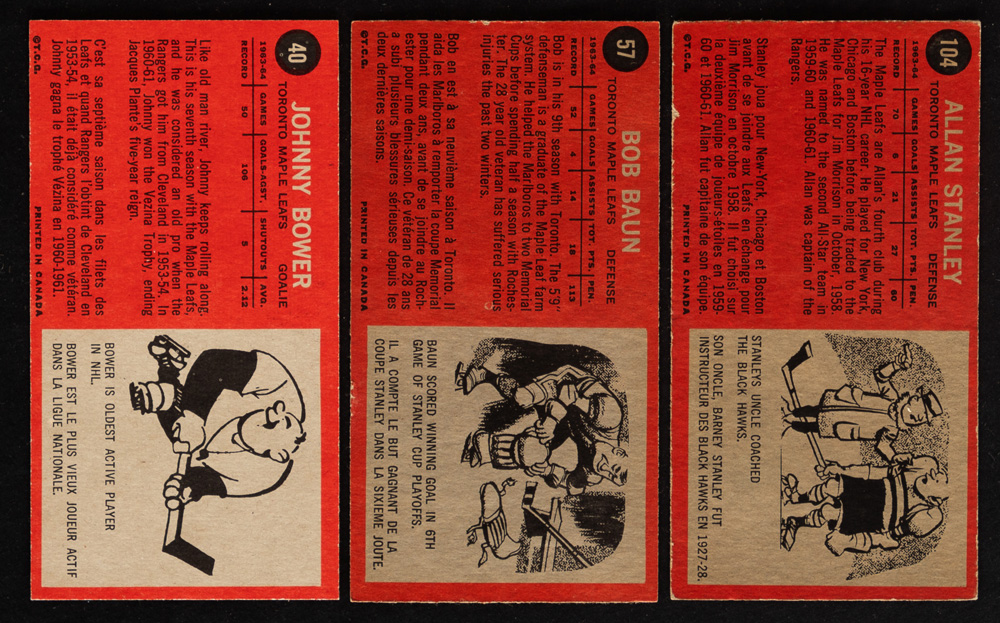 40
JOHNNY BOWER
TORONTO MAPLE LEAFS GOALIE
1963-64 GAMES GOALS-AGST. SHUTOUTS AVG.
RECORD 50 106 5 2.12
Like old man river, Johnny keeps rolling along.
This is his seventh season with the Maple Leafs,
and he was considered an old pro when the
Rangers got him from Cleveland in 1953-54. In
1960-61, Johnny won the Vezina Trophy, ending
Jacques Plante's five-year reign.
C'est sa septième saison dans les filets des
Leafs et quand Rangers l'obtint de Cleveland en
1953-54, il était déjà considéré comme vétéran.
Johnny gagna le trophé Vézina en 1960-1961.
©T.C.G. PRINTED IN CANADA
BOWER IS OLDEST ACTIVE PLAYER
IN NHL.
BOWER EST LE PLUS VIEUX JOUEUR ACTIF
DANS LA LIGUE NATIONALE.
57
BOB BAUN
TORONTO MAPLE LEAFS DEFENSE
1963-64 GAMES GOALS ASSISTS TOT. PTS. PEN.
RECORD 52 4 14 18 113
Bob is in his 9th season with Toronto. The 5'9"
defenseman is a graduate of the Maple Leaf farm
system. He helped the Marlboros to two Memorial
Cups before spending half a season with Roches-
ter. The 28 year old veteran has suffered serious
injuries the past two winters.
Bob en est à sa neuvième saison à Toronto. Il
aida les Marlboros à remporter la coupe Memorial
pendant deux ans, avant de se joindre au Roch-
ester pour une demi-saison. Ce vétéran de 28 ans
a subi plusieurs blessures sérieuses depuis les
deux dernières saisons.
©T.C.G. PRINTED IN CANADA
BAUN SCORED WINNING GOAL IN 6TH
GAME OF STANLEY CUP PLAYOFFS.
IL A COMPTE LE BUT GAGNANT DE LA
COUPE STANLEY DANS LA SIXIEME JOUTE.
104
ALLAN STANLEY
TORONTO MAPLE LEAFS DEFENSE
1963-64 GAMES GOALS ASSISTS TOT. PTS. PEN.
RECORD 70 6 21 27 60
The Maple Leafs are Allan's fourth club during
his 16-year NHL career. He played for New York,
Chicago and Boston before being traded to the
Maple Leafs for Jim Morrison in October, 1958.
He was named to the second All-Star team in
1959-60 and 1960-61. Allan was captain of the
Rangers.
Stanley joua pour New-York, Chicago et Boston
avant de se joindre aux Leafs en échange pour
Jim Morrison en octobre 1958. Il fut choisi sur
la deuxième équipe de joueurs-étoiles en 1959-
60 et 1960-61. Allan fut capitaine de son équipe.
©T.C.G. PRINTED IN CANADA
STANLEYS UNCLE COACHED
THE BLACK HAWKS.
SON ONCLE, BARNEY STANLEY FUT
INSTRUCTEUR DES BLACK HAWKS EN 1927-28.